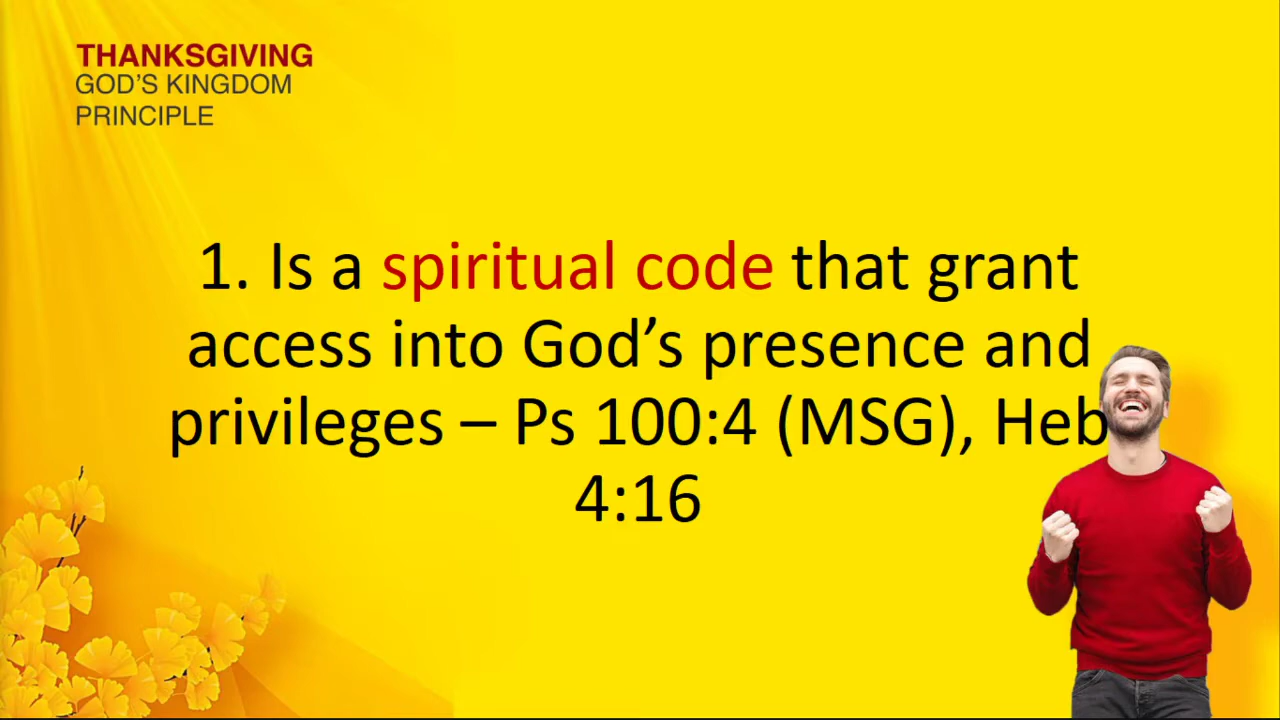 THANKSGIVING
GOD'S KINGDOM
PRINCIPLE
1. Is a spiritual code that grant
access into God’s presence and
privileges – Ps 100:4 (MSG), Heb
4:16